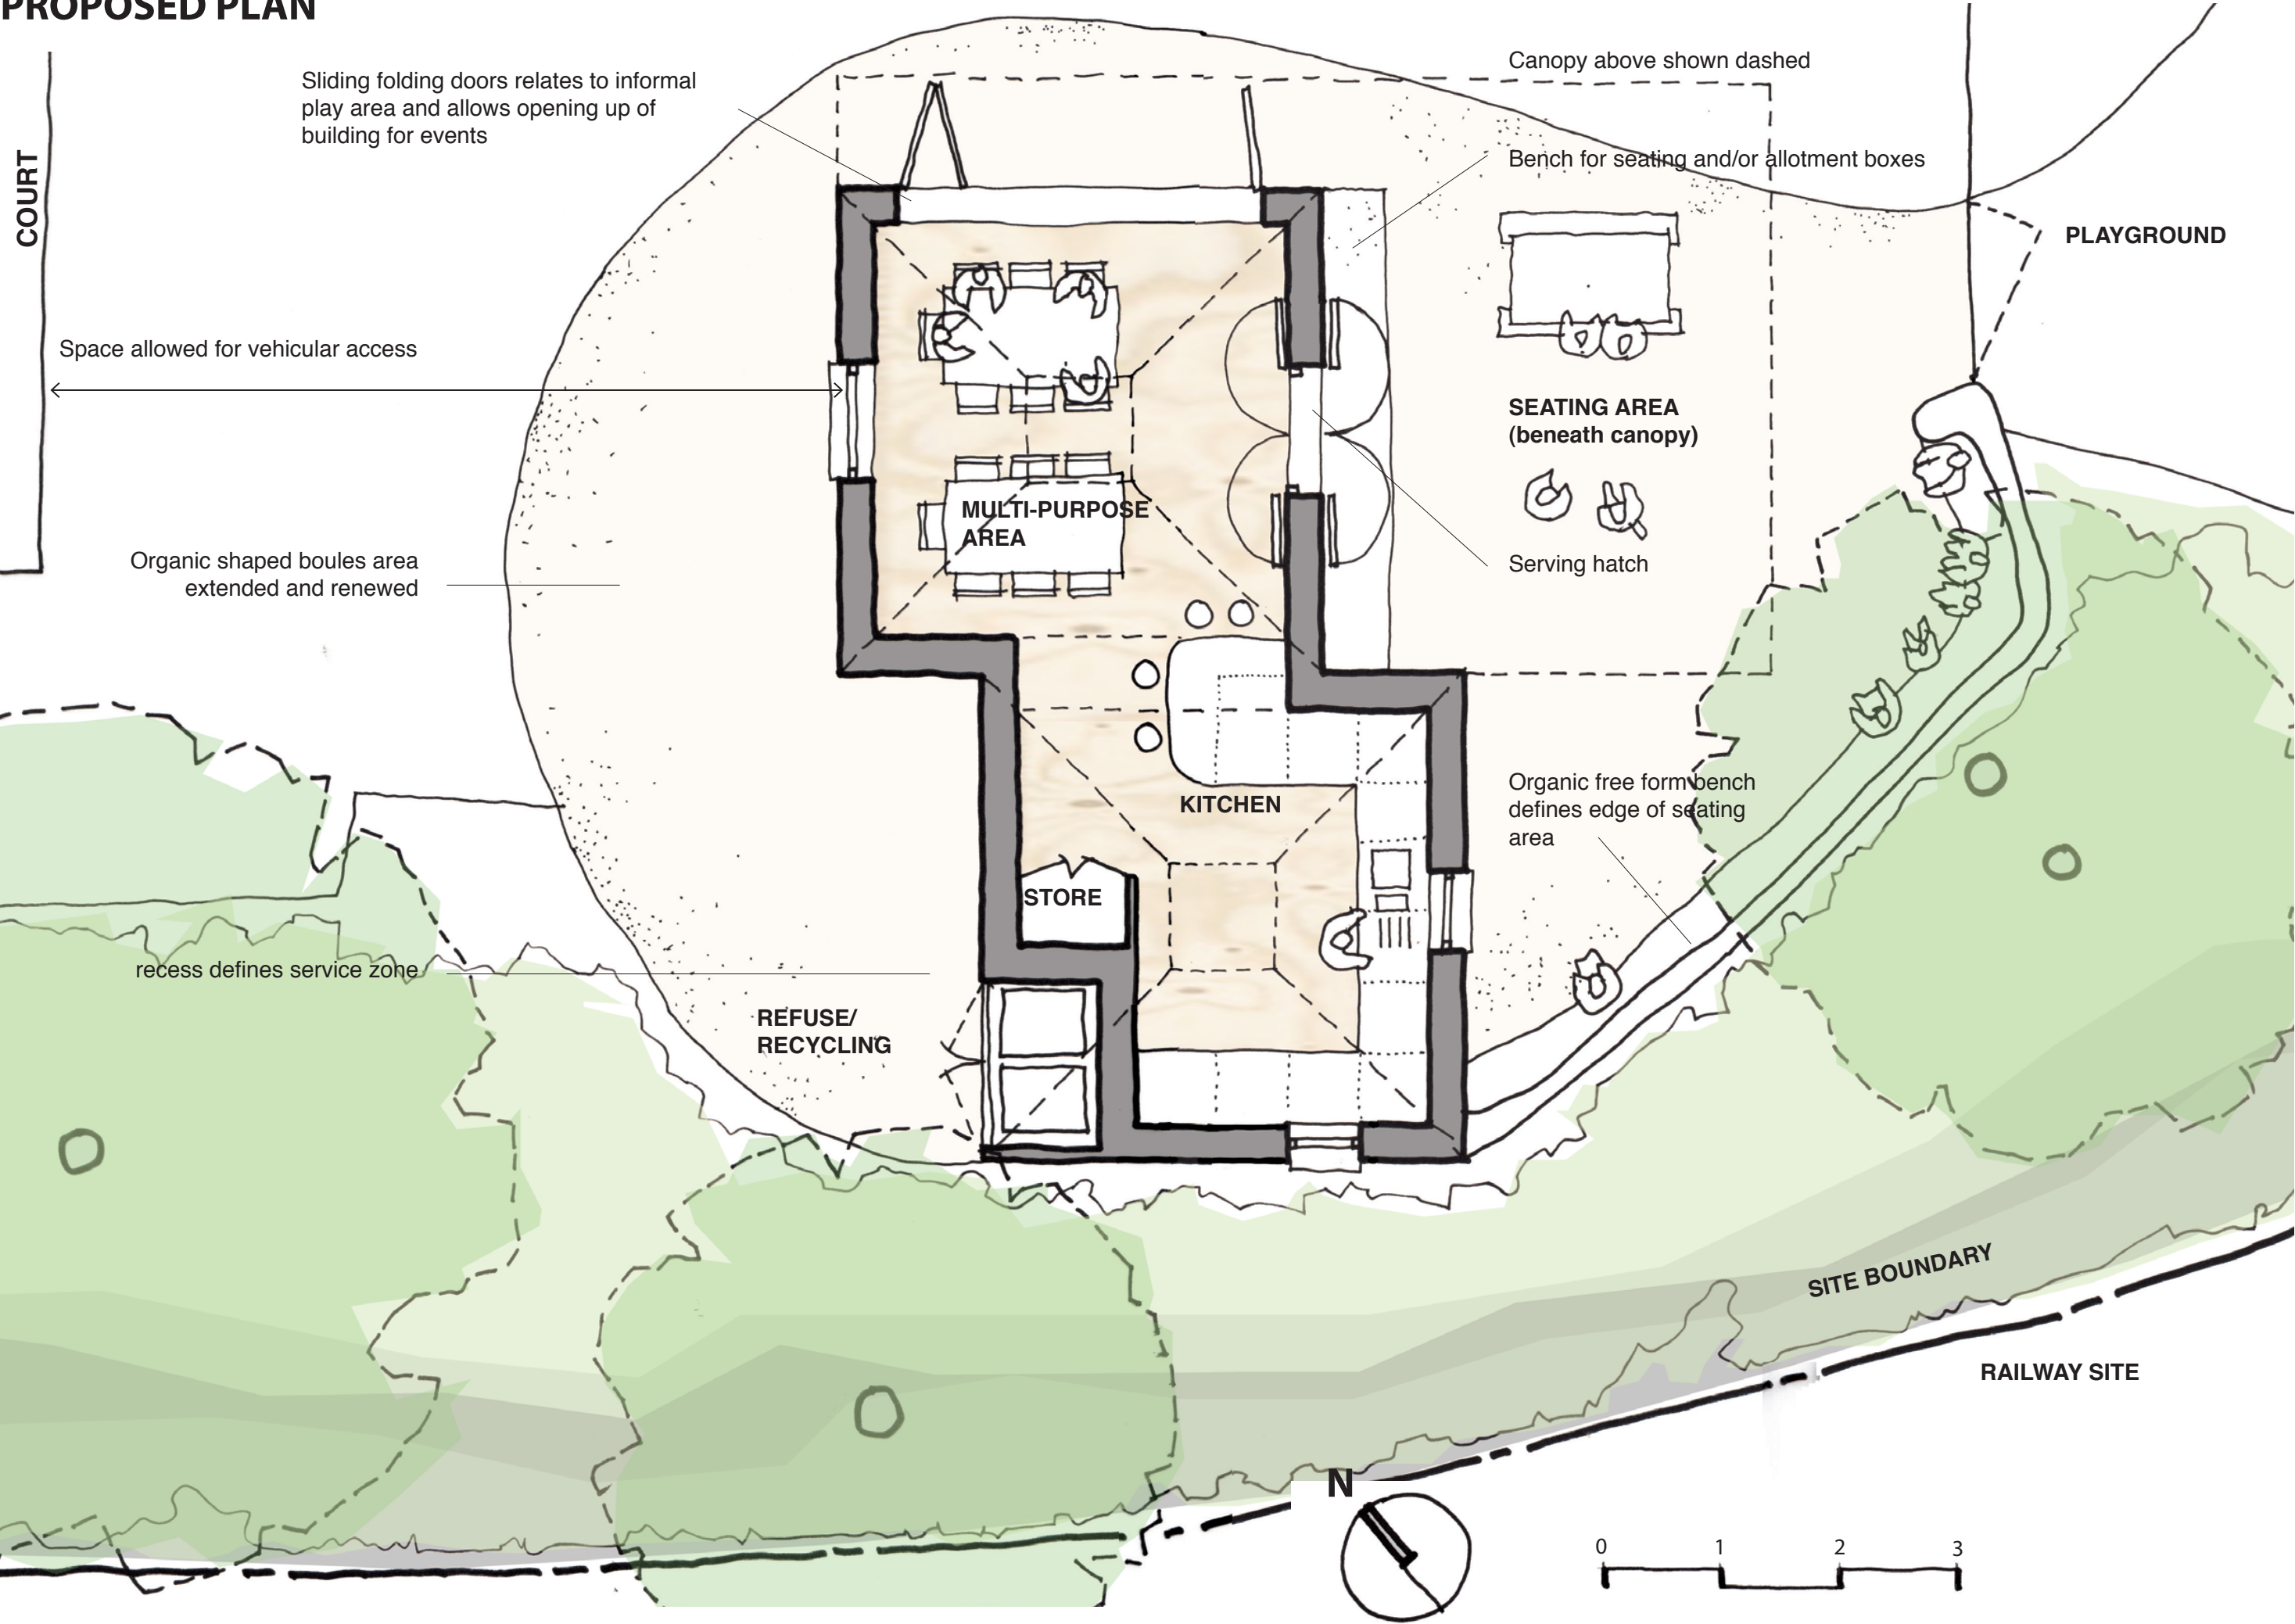 PROPOSED PLAN
Sliding folding doors relates to informal
play area and allows opening up of
building for events
Canopy above shown dashed
Bench for seating and/or allotment boxes
COURT
PLAYGROUND
Space allowed for vehicular access
SEATING AREA
(beneath canopy)
MULTI-PURPOSE
AREA
Organic shaped boules area
extended and renewed
Serving hatch
Organic free form bench
defines edge of seating
area
KITCHEN
STORE
recess defines service zone
REFUSE/
RECYCLING
SITE BOUNDARY
RAILWAY SITE
N
0 1 2 3